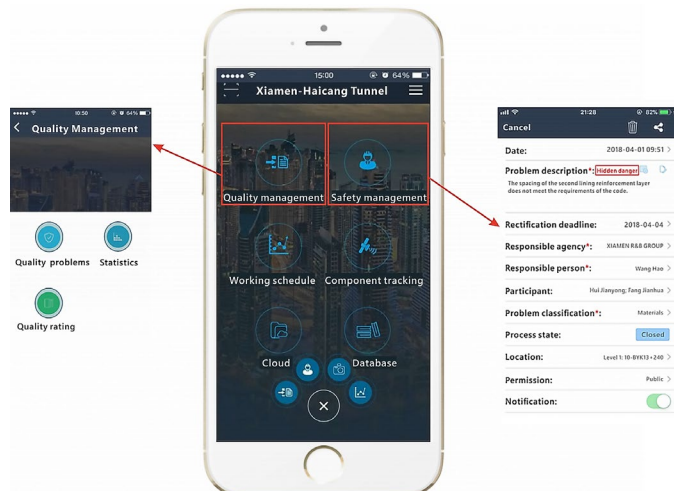 10:50
64%
Quality Management
Quality problems
Statistics
Quality rating
15:00
64%
Xiamen-Haicang Tunnel
Quality management
Safety management
Working schedule
Component tracking
Cloud
Database
21:28
82%
Cancel
Date: 2018-04-01 09:51
Problem description*: Hidden danger
The spacing of the second lining reinforcement layer
does not meet the requirements of the code.
Rectification deadline: 2018-04-04
Responsible agency*: XIAMEN R&B GROUP
Responsible person*: Wang Hao
Participant: Hui Jianyong; Fang Jianhua
Problem classification*: Materials
Process state: Closed
Location: Level 1: 10-BYK13+240
Permission: Public
Notification: